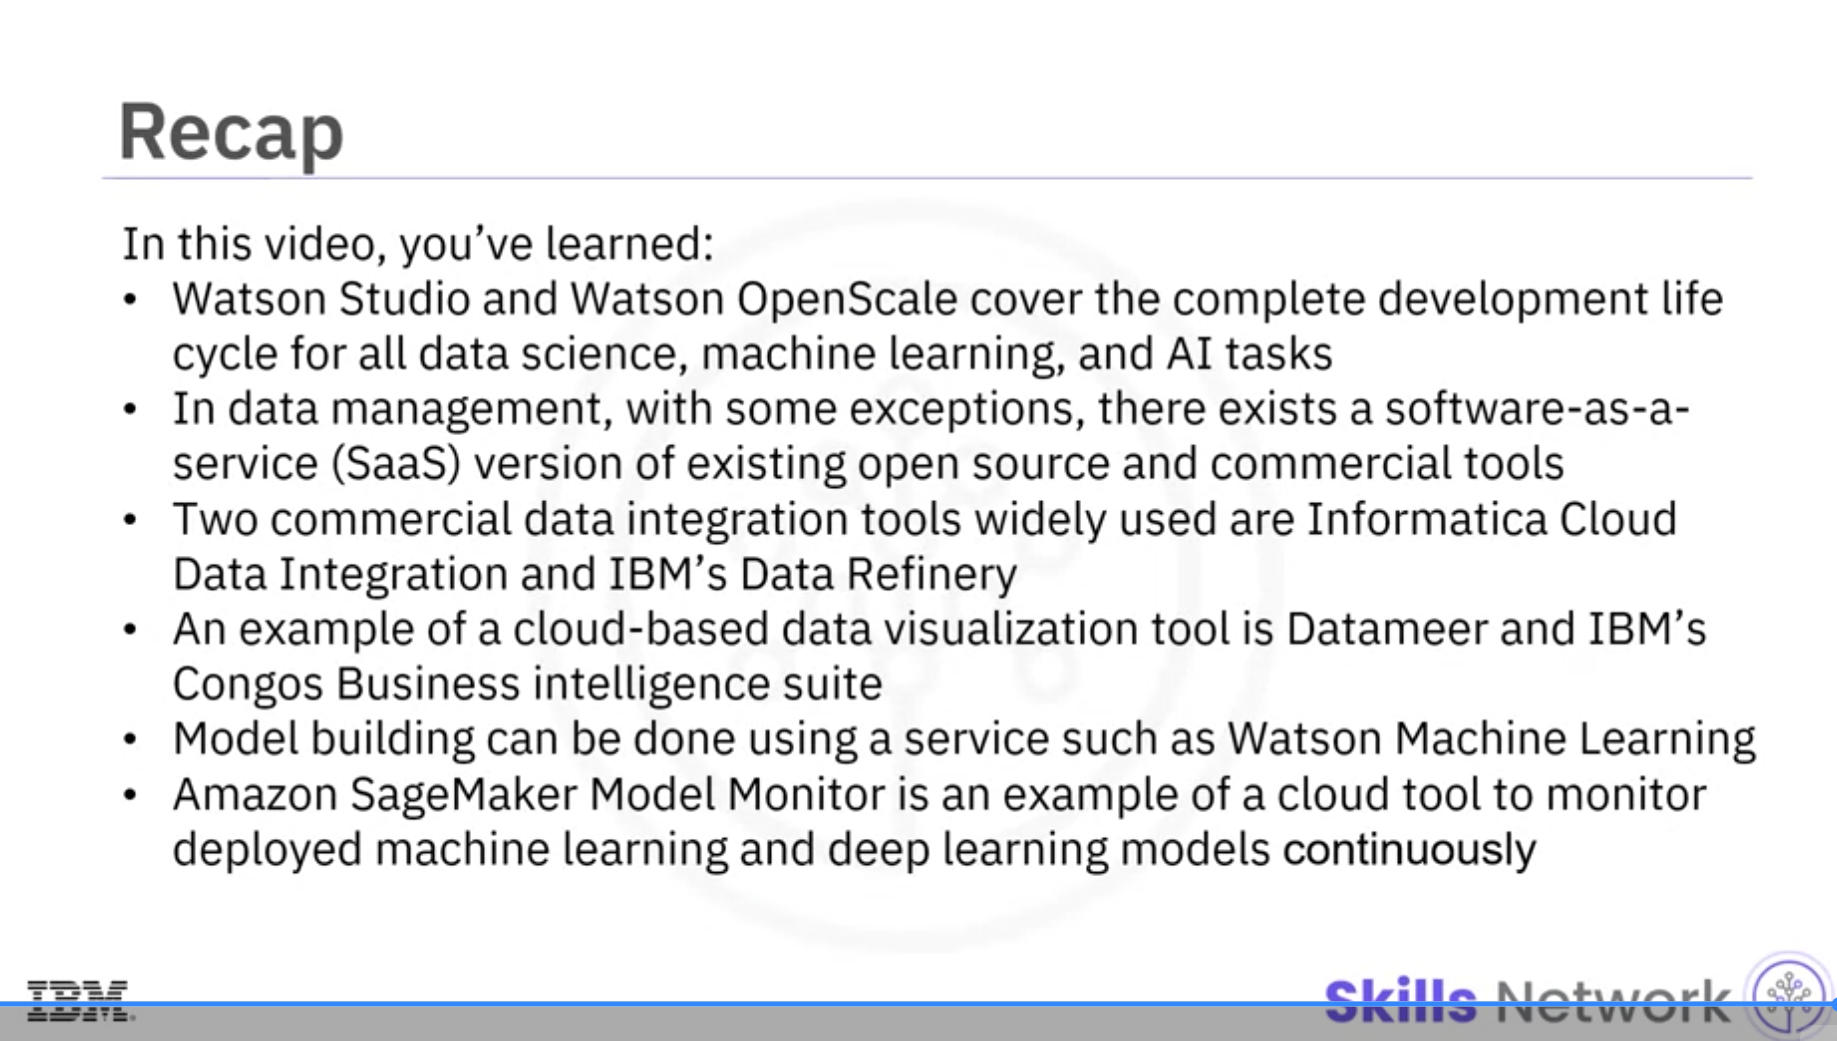 Recap
In this video, you’ve learned:
• Watson Studio and Watson OpenScale cover the complete development life
cycle for all data science, machine learning, and AI tasks
• In data management, with some exceptions, there exists a software-as-a-
service (SaaS) version of existing open source and commercial tools
• Two commercial data integration tools widely used are Informatica Cloud
Data Integration and IBM’s Data Refinery
• An example of a cloud-based data visualization tool is Datameer and IBM’s
Congos Business intelligence suite
• Model building can be done using a service such as Watson Machine Learning
• Amazon SageMaker Model Monitor is an example of a cloud tool to monitor
deployed machine learning and deep learning models continuously
IBM. Skills Network